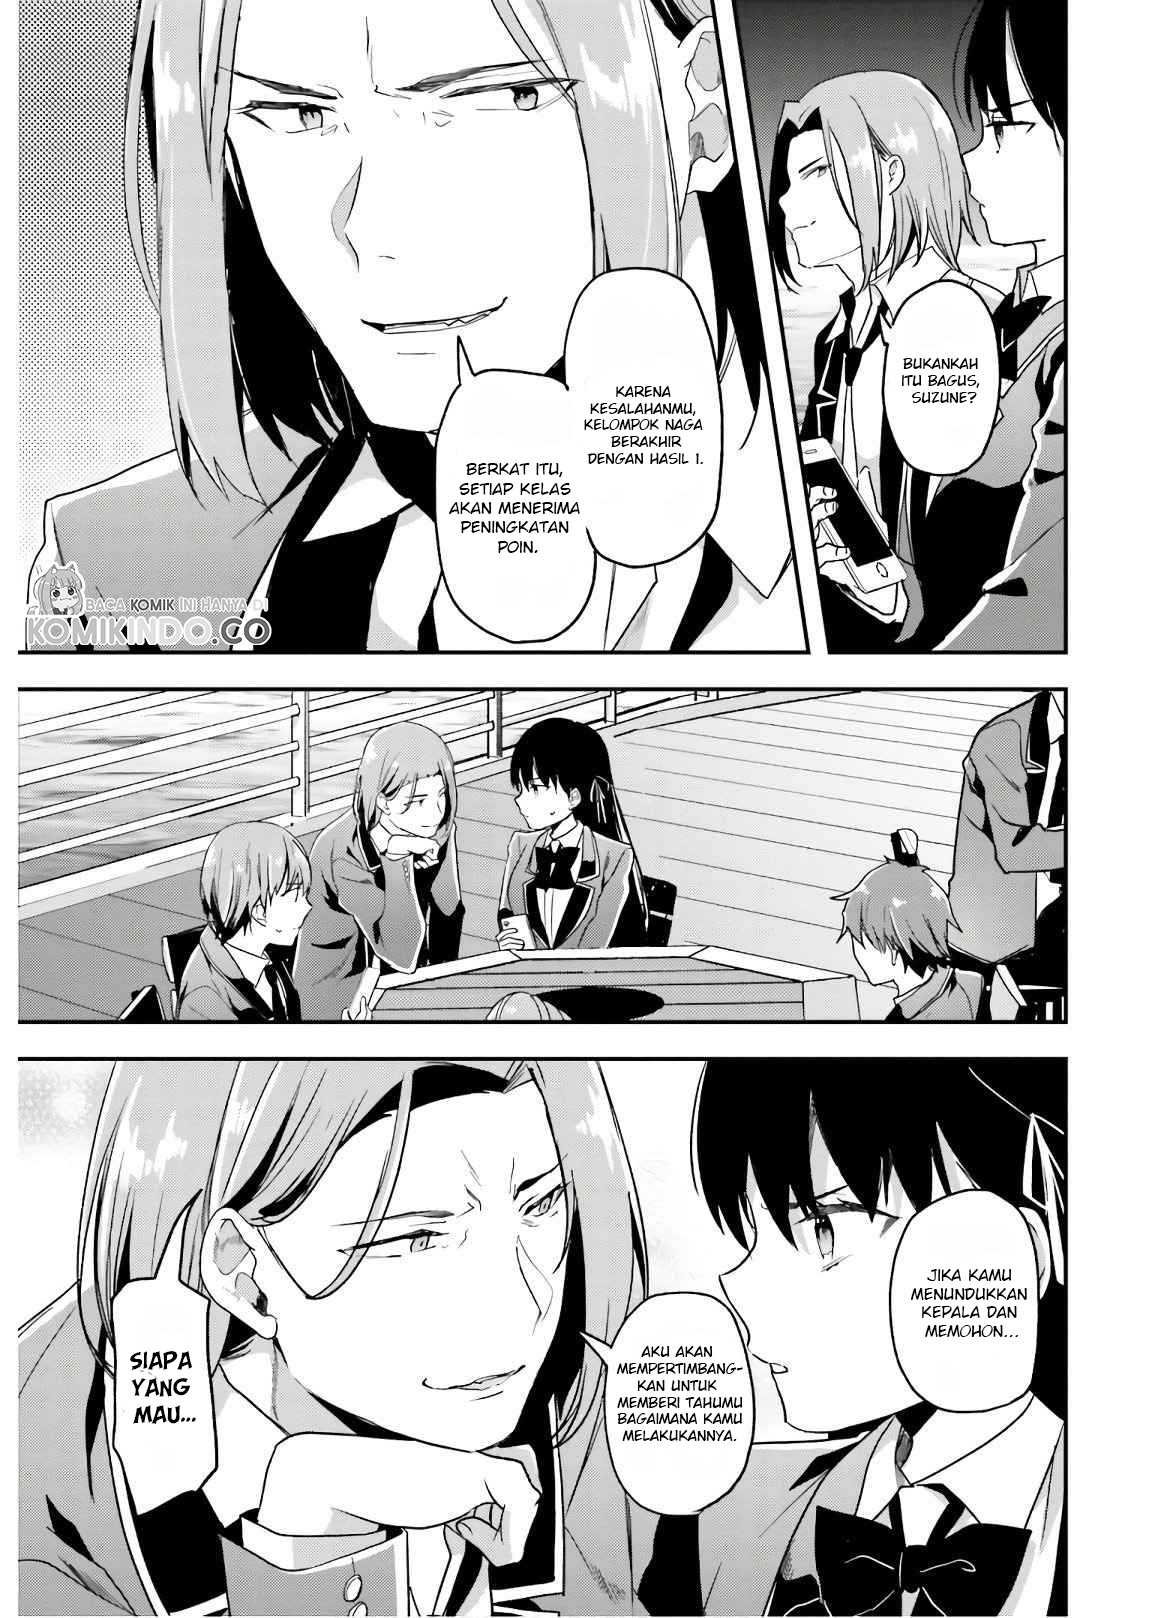 BUKANKAH
ITU BAGUS,
SUZUNE?
KARENA
KESALAHANMU,
KELOMPOK NAGA
BERAKHIR
DENGAN HASIL 1.
BERKAT ITU,
SETIAP KELAS
AKAN MENERIMA
PENINGKATAN
POIN.
BACA KOMIK INI HANYA DI
KOMIKINDO.CO
JIKA KAMU
MENUNDUKKAN
KEPALA DAN
MEMOHON...
AKU AKAN
MEMPERTIMBANG-
KAN UNTUK
MEMBERI TAHUMU
BAGAIMANA KAMU
MELAKUKANNYA.
SIAPA
YANG
MAU...